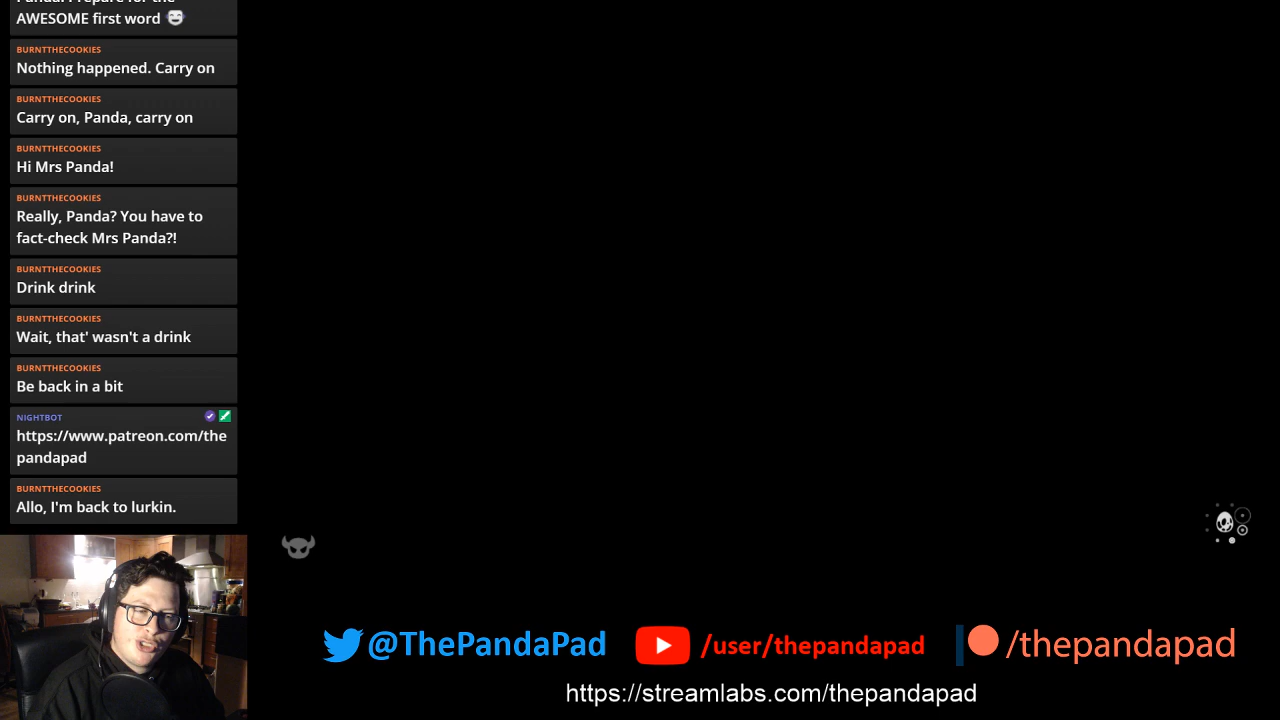 AWESOME first word
BURNTTHECOOKIES
Nothing happened. Carry on
BURNTTHECOOKIES
Carry on, Panda, carry on
BURNTTHECOOKIES
Hi Mrs Panda!
BURNTTHECOOKIES
Really, Panda? You have to
fact-check Mrs Panda?!
BURNTTHECOOKIES
Drink drink
BURNTTHECOOKIES
Wait, that' wasn't a drink
BURNTTHECOOKIES
Be back in a bit
NIGHTBOT
https://www.patreon.com/the
pandapad
BURNTTHECOOKIES
Allo, I'm back to lurkin.
@ThePandaPad
/user/thepandapad
/thepandapad
https://streamlabs.com/thepandapad